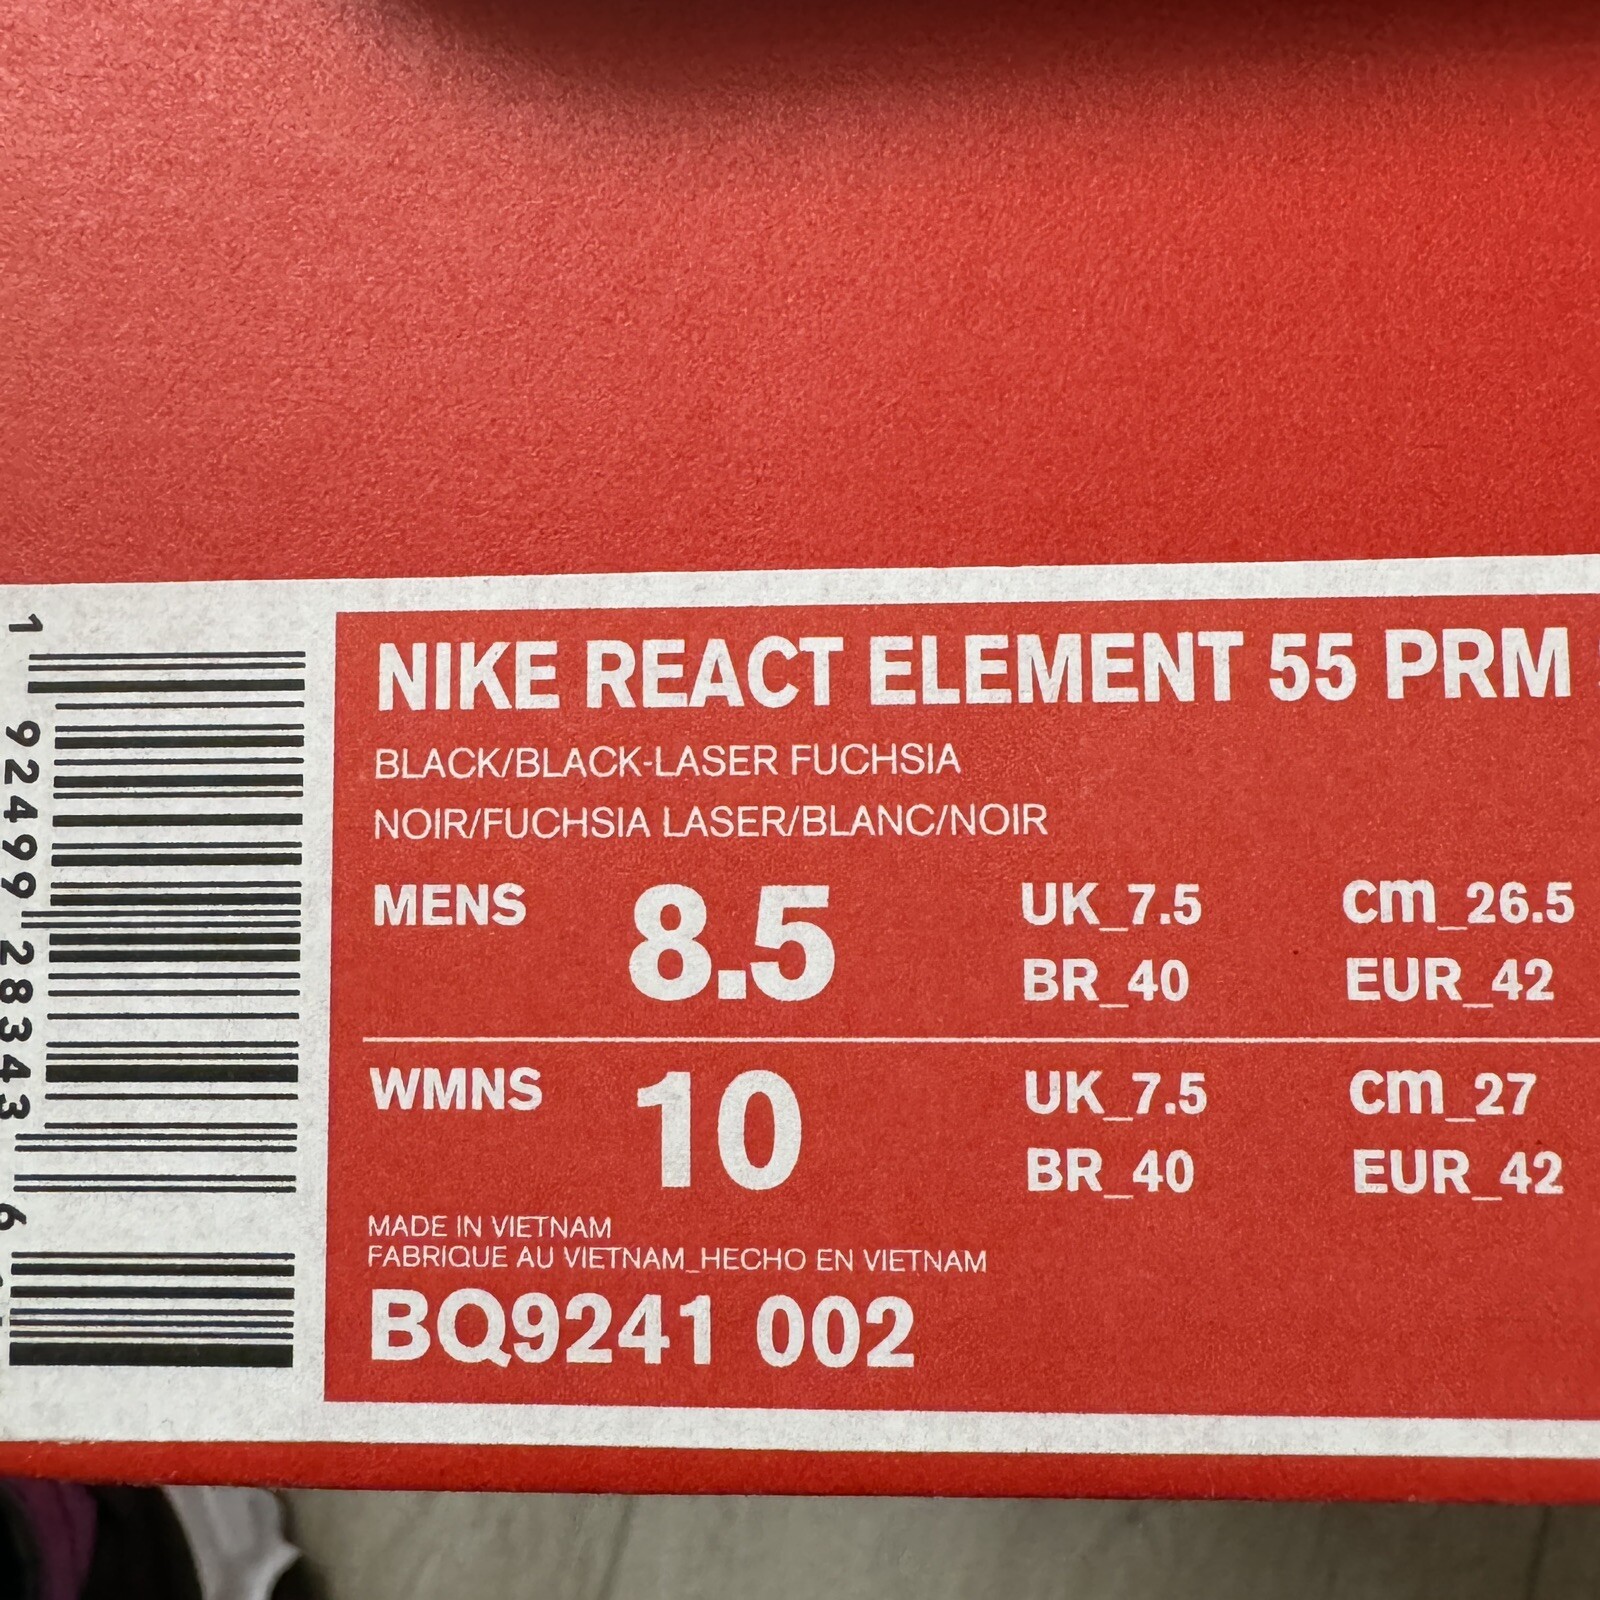 NIKE REACT ELEMENT 55 PRM
BLACK/BLACK-LASER FUCHSIA
NOIR/FUCHSIA LASER/BLANC/NOIR
MENS 8.5 UK_7.5 cm_26.5
BR_40 EUR_42
WMNS 10 UK_7.5 cm_27
BR_40 EUR_42
MADE IN VIETNAM
FABRIQUE AU VIETNAM_HECHO EN VIETNAM
BQ9241 002
1 92499 28343 6